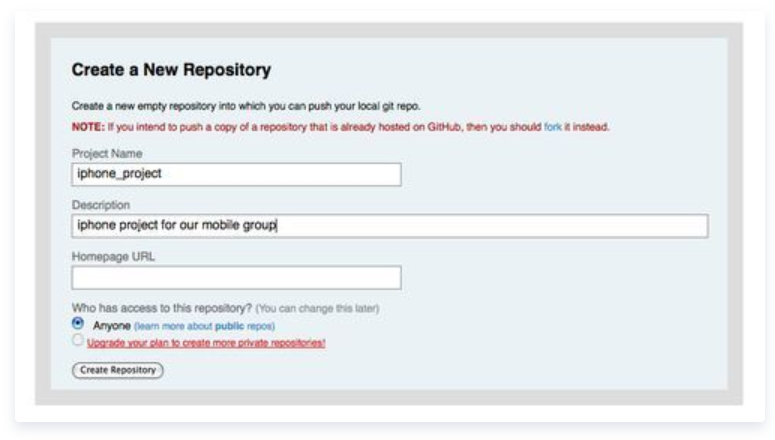 Create a New Repository
Create a new empty repository into which you can push your local git repo.
NOTE: If you intend to push a copy of a repository that is already hosted on GitHub, then you should fork it instead.
Project Name
iphone_project
Description
iphone project for our mobile group
Homepage URL
Who has access to this repository? (You can change this later)
Anyone (learn more about public repos)
Upgrade your plan to create more private repositories!
Create Repository